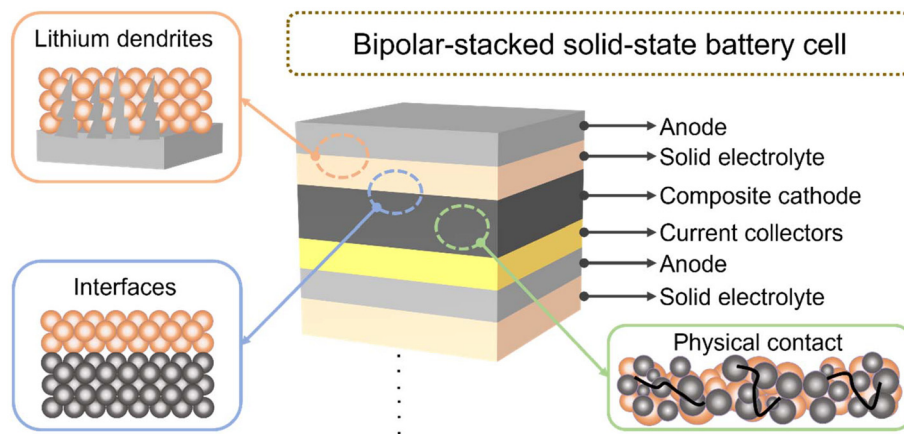 Lithium dendrites
Bipolar-stacked solid-state battery cell
Anode
Solid electrolyte
Composite cathode
Current collectors
Anode
Solid electrolyte
Interfaces
Physical contact